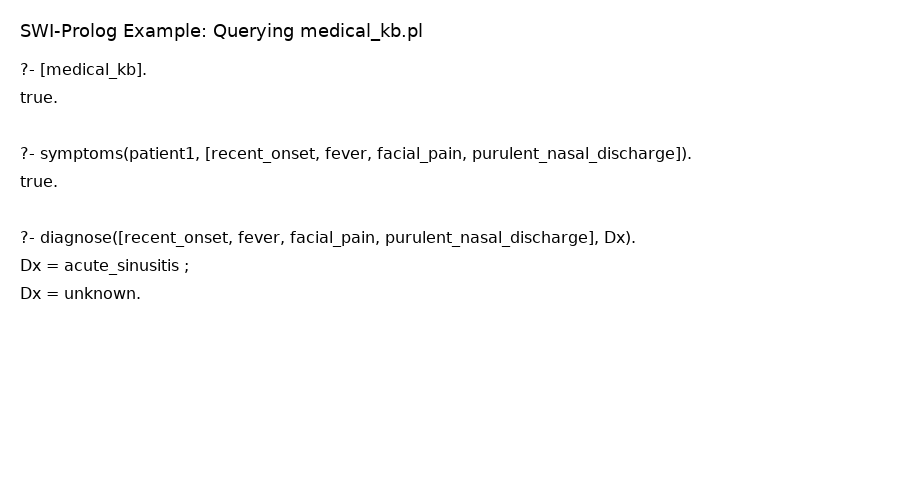 SWI-Prolog Example: Querying medical_kb.pl
?- [medical_kb].
true.
?- symptoms(patient1, [recent_onset, fever, facial_pain, purulent_nasal_discharge]).
true.
?- diagnose([recent_onset, fever, facial_pain, purulent_nasal_discharge], Dx).
Dx = acute_sinusitis ;
Dx = unknown.